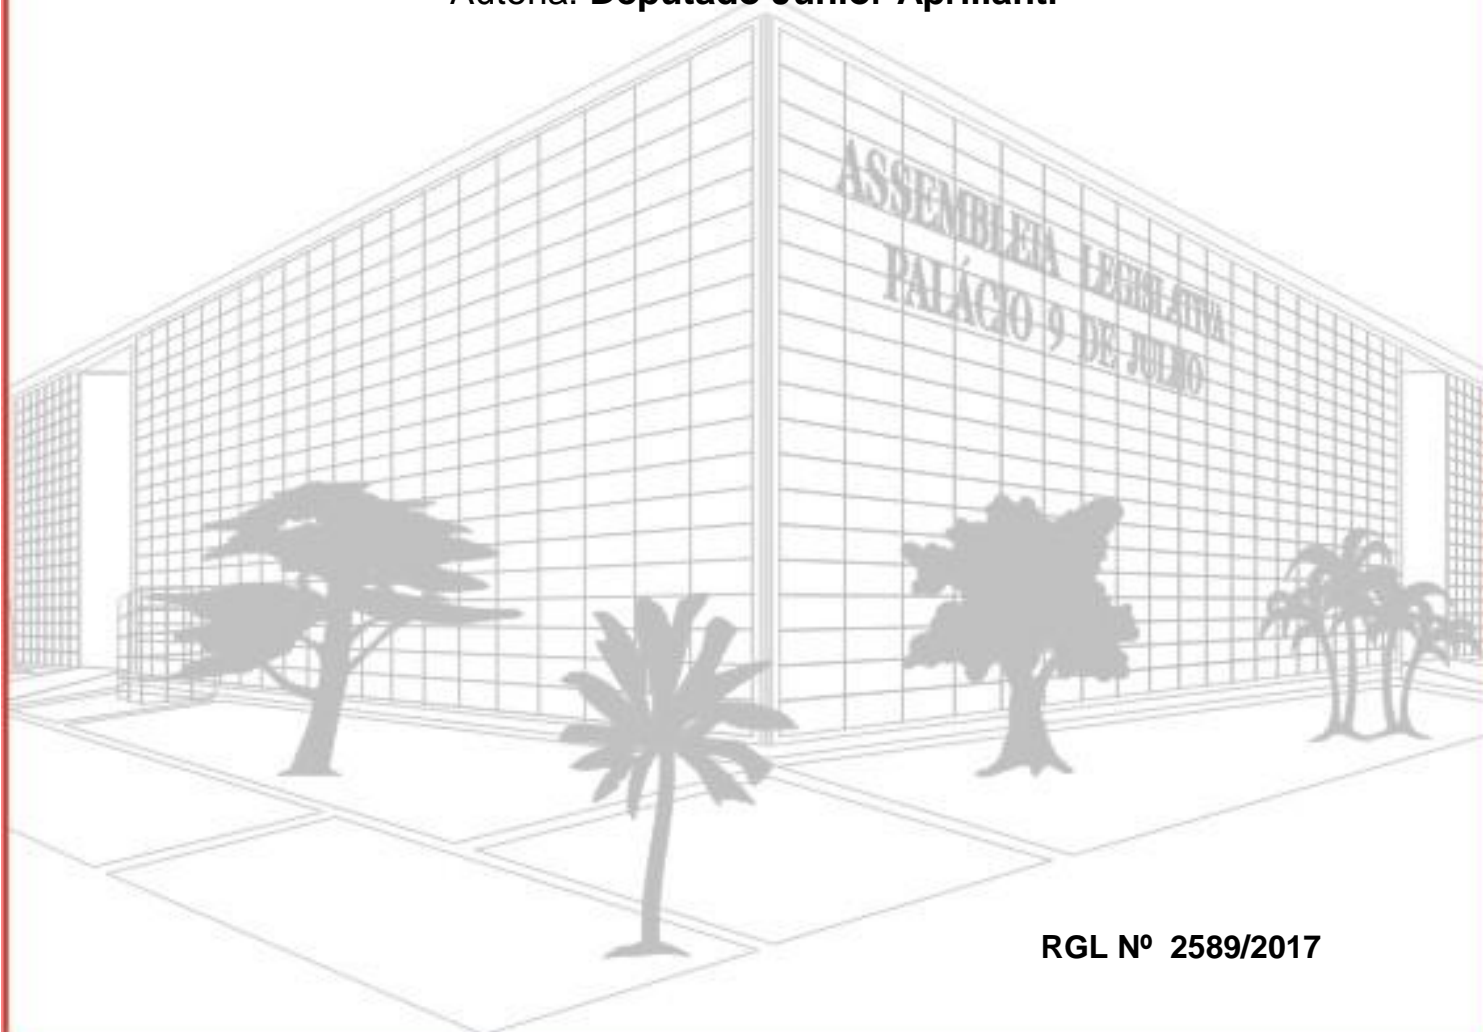 Autoria: Deputado Junior Aprillanti
ASSEMBLEIA LEGISLATIVA
PALÁCIO 9 DE JULHO
RGL Nº 2589/2017